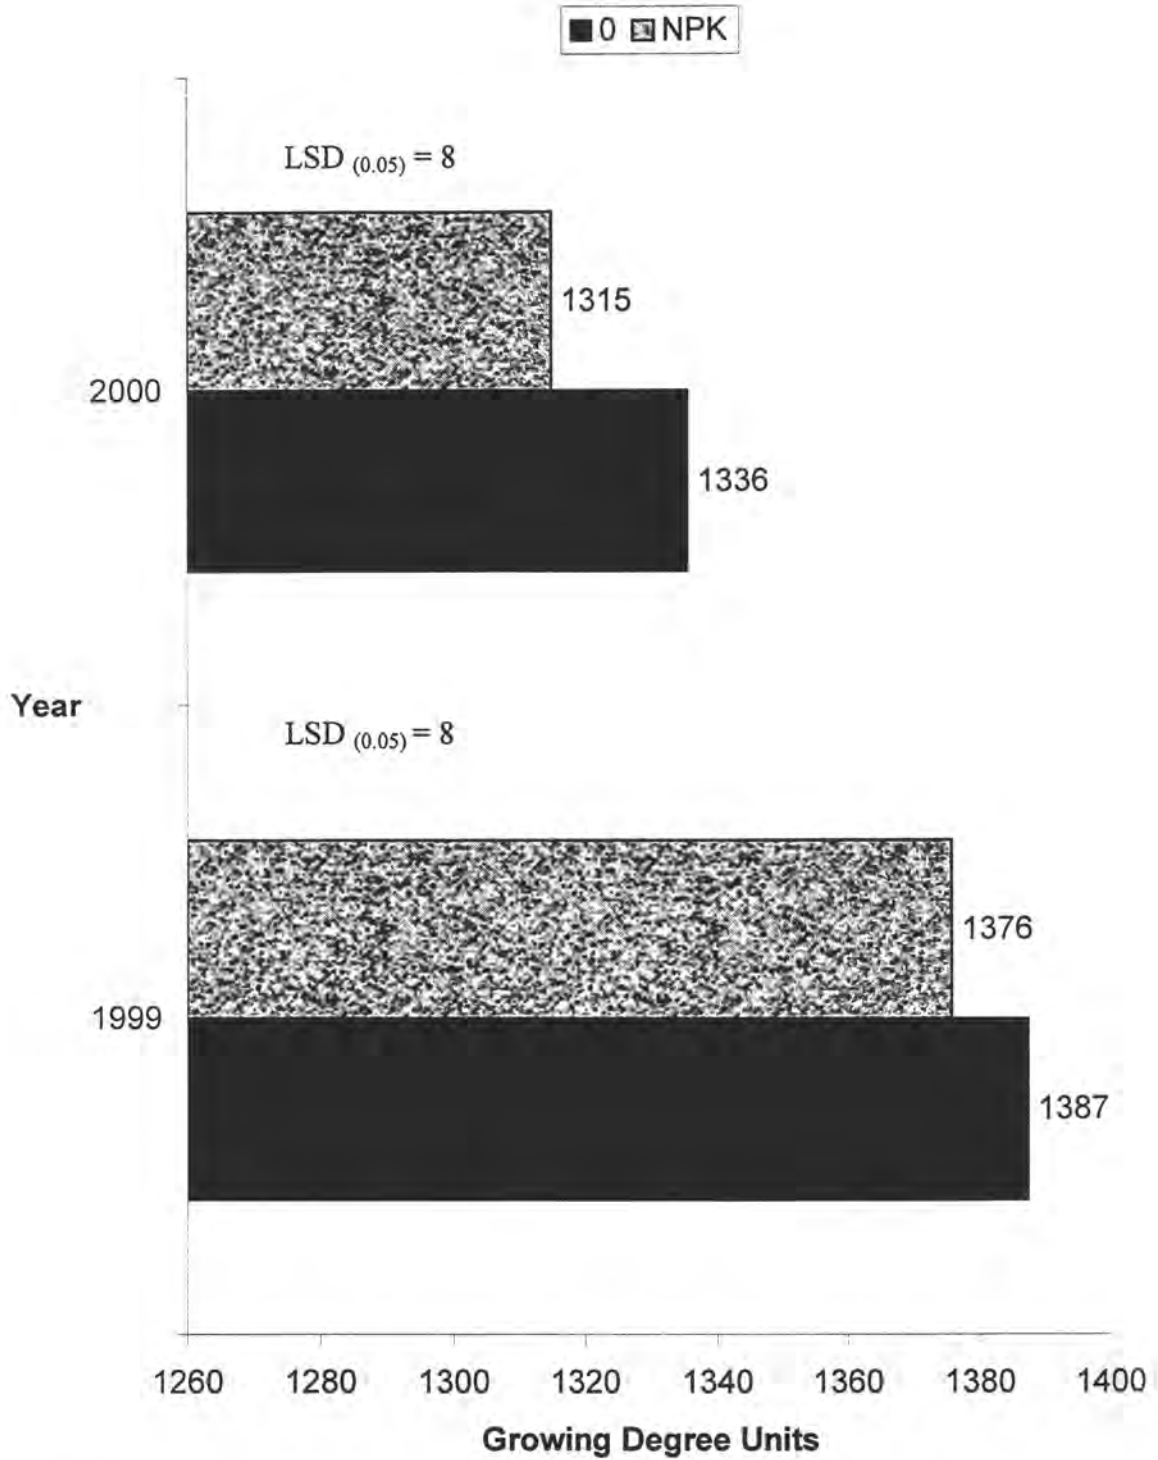 0 NPK
LSD (0.05) = 8
1315
2000
1336
Year
LSD (0.05) = 8
1376
1999
1387
1260 1280 1300 1320 1340 1360 1380 1400
Growing Degree Units